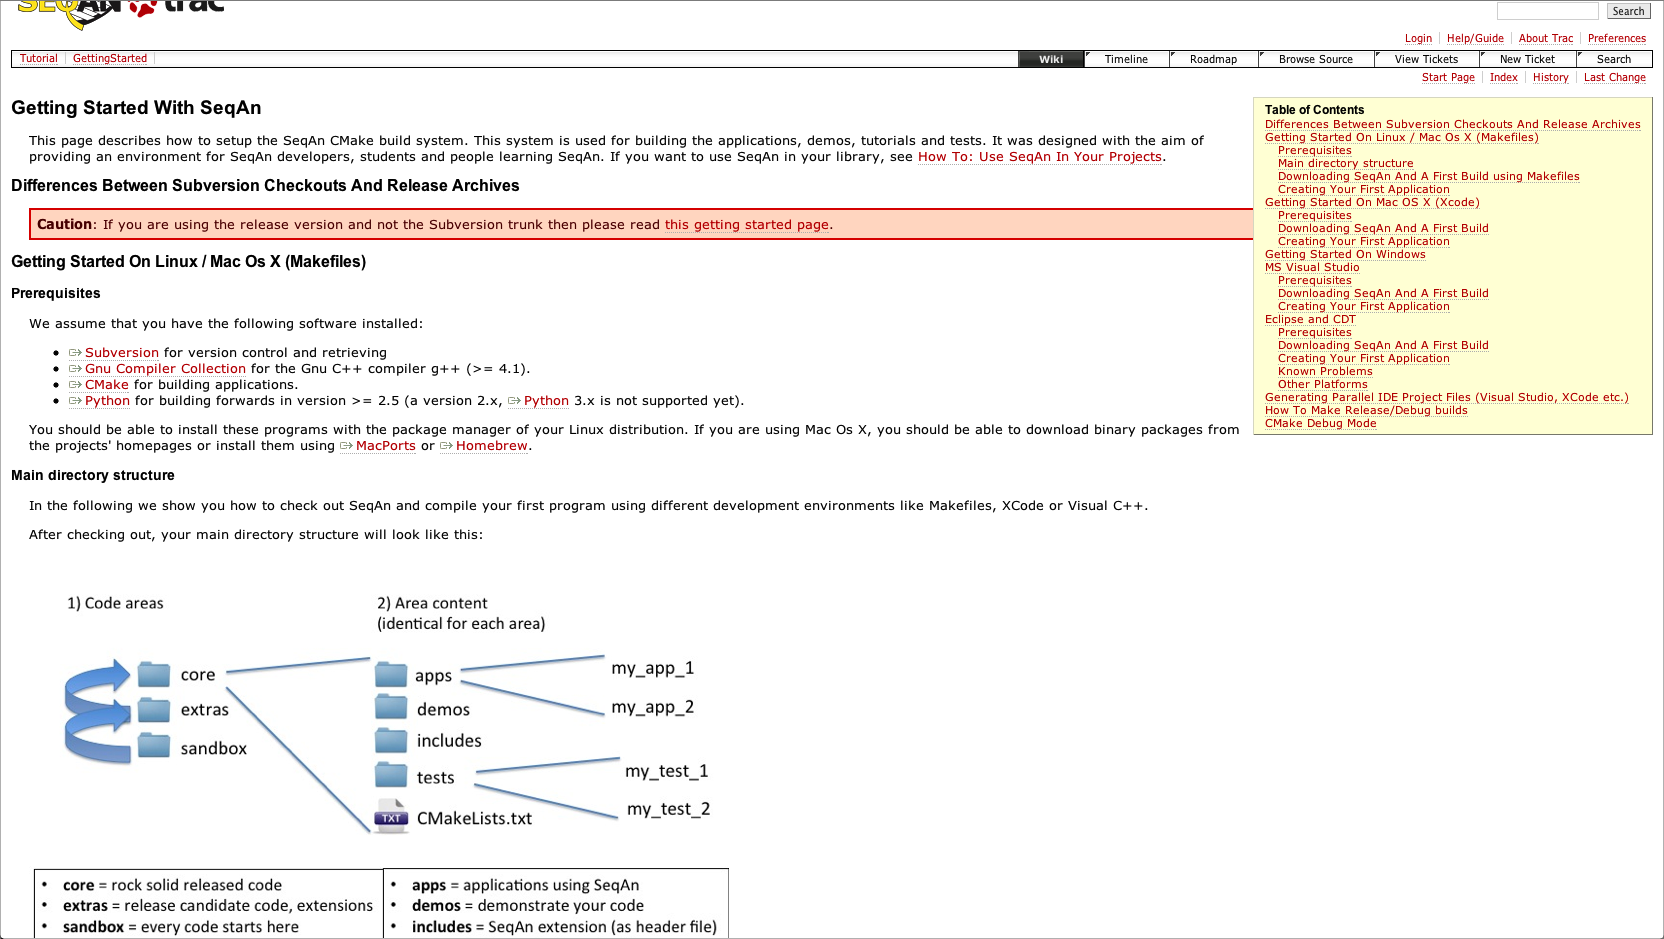 SEQAN trac
Search
Login Help/Guide About Trac Preferences
Tutorial GettingStarted Wiki Timeline Roadmap Browse Source View Tickets New Ticket Search
Start Page Index History Last Change
Getting Started With SeqAn
This page describes how to setup the SeqAn CMake build system. This system is used for building the applications, demos, tutorials and tests. It was designed with the aim of
providing an environment for SeqAn developers, students and people learning SeqAn. If you want to use SeqAn in your library, see How To: Use SeqAn In Your Projects.
Differences Between Subversion Checkouts And Release Archives
Caution: If you are using the release version and not the Subversion trunk then please read this getting started page.
Getting Started On Linux / Mac Os X (Makefiles)
Prerequisites
We assume that you have the following software installed:
• Subversion for version control and retrieving
• Gnu Compiler Collection for the Gnu C++ compiler g++ (>= 4.1).
• CMake for building applications.
• Python for building forwards in version >= 2.5 (a version 2.x, Python 3.x is not supported yet).
You should be able to install these programs with the package manager of your Linux distribution. If you are using Mac Os X, you should be able to download binary packages from
the projects' homepages or install them using MacPorts or Homebrew.
Main directory structure
In the following we show you how to check out SeqAn and compile your first program using different development environments like Makefiles, XCode or Visual C++.
After checking out, your main directory structure will look like this:
Table of Contents
Differences Between Subversion Checkouts And Release Archives
Getting Started On Linux / Mac Os X (Makefiles)
Prerequisites
Main directory structure
Downloading SeqAn And A First Build using Makefiles
Creating Your First Application
Getting Started On Mac OS X (Xcode)
Prerequisites
Downloading SeqAn And A First Build
Creating Your First Application
Getting Started On Windows
MS Visual Studio
Prerequisites
Downloading SeqAn And A First Build
Creating Your First Application
Eclipse and CDT
Prerequisites
Downloading SeqAn And A First Build
Creating Your First Application
Known Problems
Other Platforms
Generating Parallel IDE Project Files (Visual Studio, XCode etc.)
How To Make Release/Debug builds
CMake Debug Mode
1) Code areas
core
extras
sandbox
2) Area content
(identical for each area)
apps
demos
includes
tests
TXT CMakeLists.txt
my_app_1
my_app_2
my_test_1
my_test_2
• core = rock solid released code
• extras = release candidate code, extensions
• sandbox = every code starts here
• apps = applications using SeqAn
• demos = demonstrate your code
• includes = SeqAn extension (as header file)